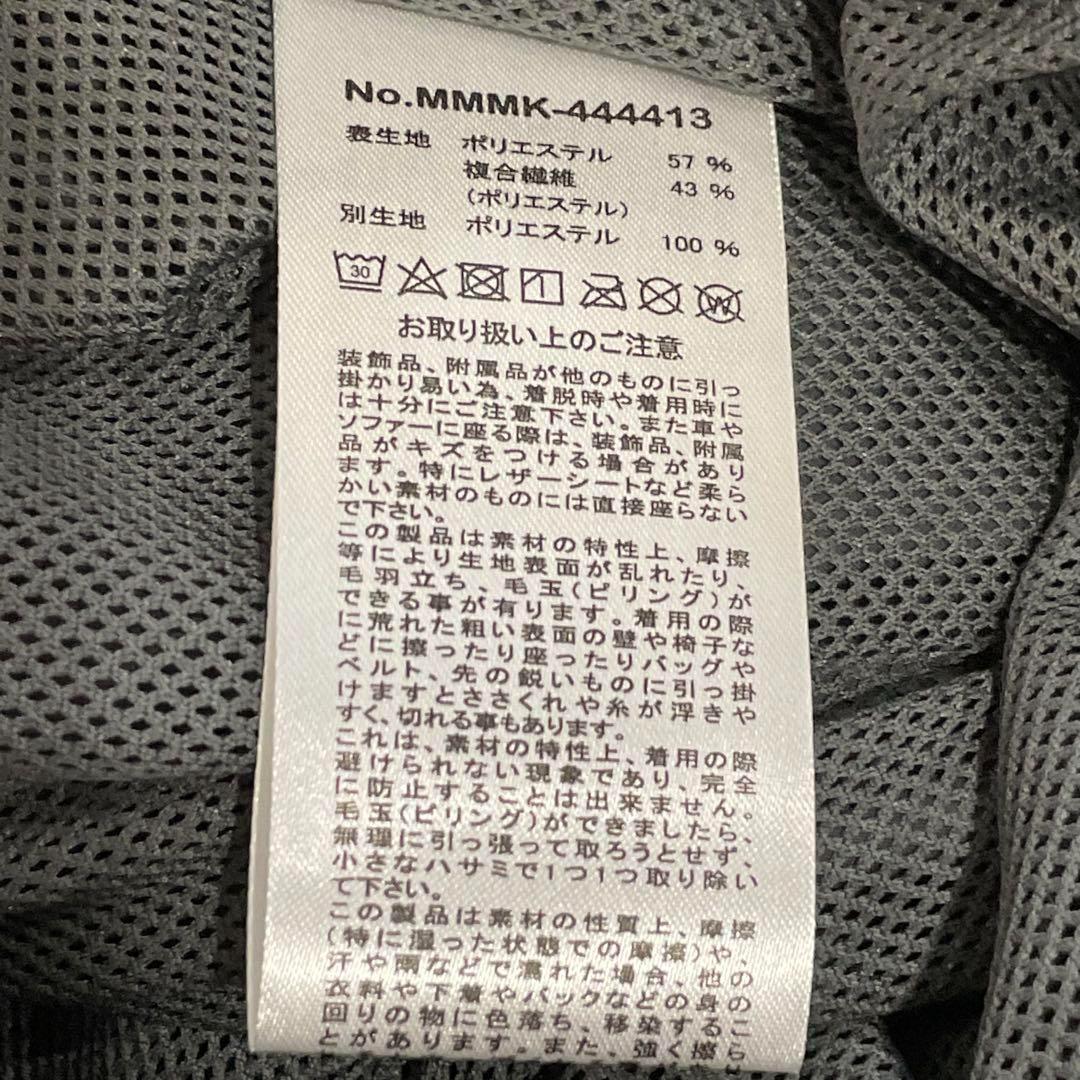 No.MMMK-444413
表生地 ポリエステル 57 %
複合繊維 43 %
(ポリエステル)
別生地 ポリエステル 100 %
30
W
お取り扱い上のご注意
装飾品、附属品が他のものに引っ
掛かり易い為、着脱時や着用時に
は十分にご注意下さい。また車や
ソファーに座る際は、装飾品、附属
品がキズをつける場合があり
ます。特にレザーシートなど柔ら
かい素材のものには直接座らない
で下さい。
この製品は素材の特性上、摩擦
等により生地表面が乱れたり、
毛羽立ち、毛玉(ピリング)が
できる事が有ります。着用の際
に荒れた粗い表面の壁や椅子な
どに擦ったり座ったりバッグや
ベルト、先の鋭いものに引っ掛
けますとささくれや糸が浮きや
すく、切れる事もあります。
これは、素材の特性上、着用の際
避けられない現象であり、完全
に防止することは出来ません。
毛玉(ピリング)ができましたら、
無理に引っ張って取ろうとせず、
小さなハサミで1つ1つ取り除い
て下さい。
この製品は素材の性質上、摩擦
(特に湿った状態での摩擦)や、
汗や雨などで濡れた場合、他の
衣料や下着やバックなどの身の
回りの物に色落ち、移染するこ
とがあります。また、強く擦ら